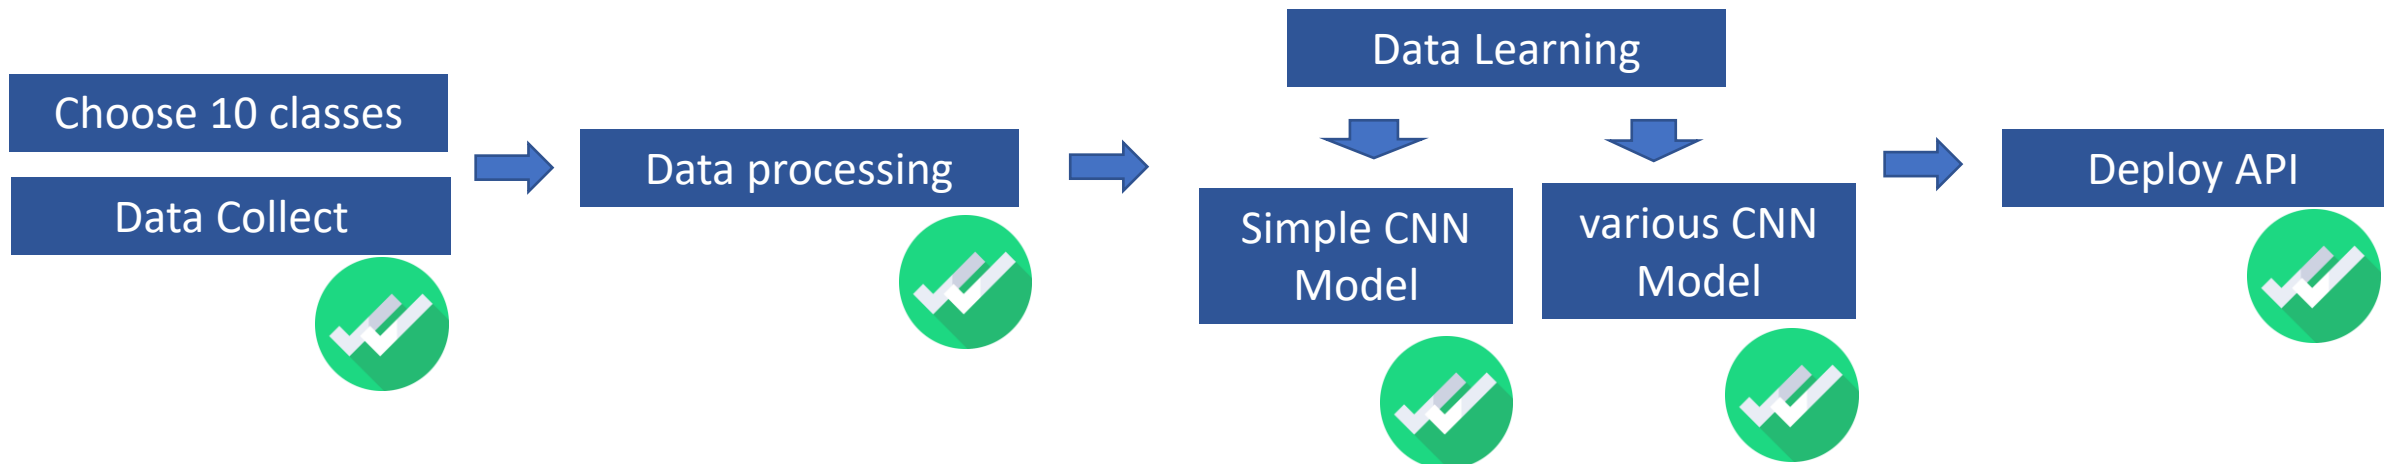 Choose 10 classes
Data Collect
Data processing
Data Learning
Simple CNN
Model
various CNN
Model
Deploy API